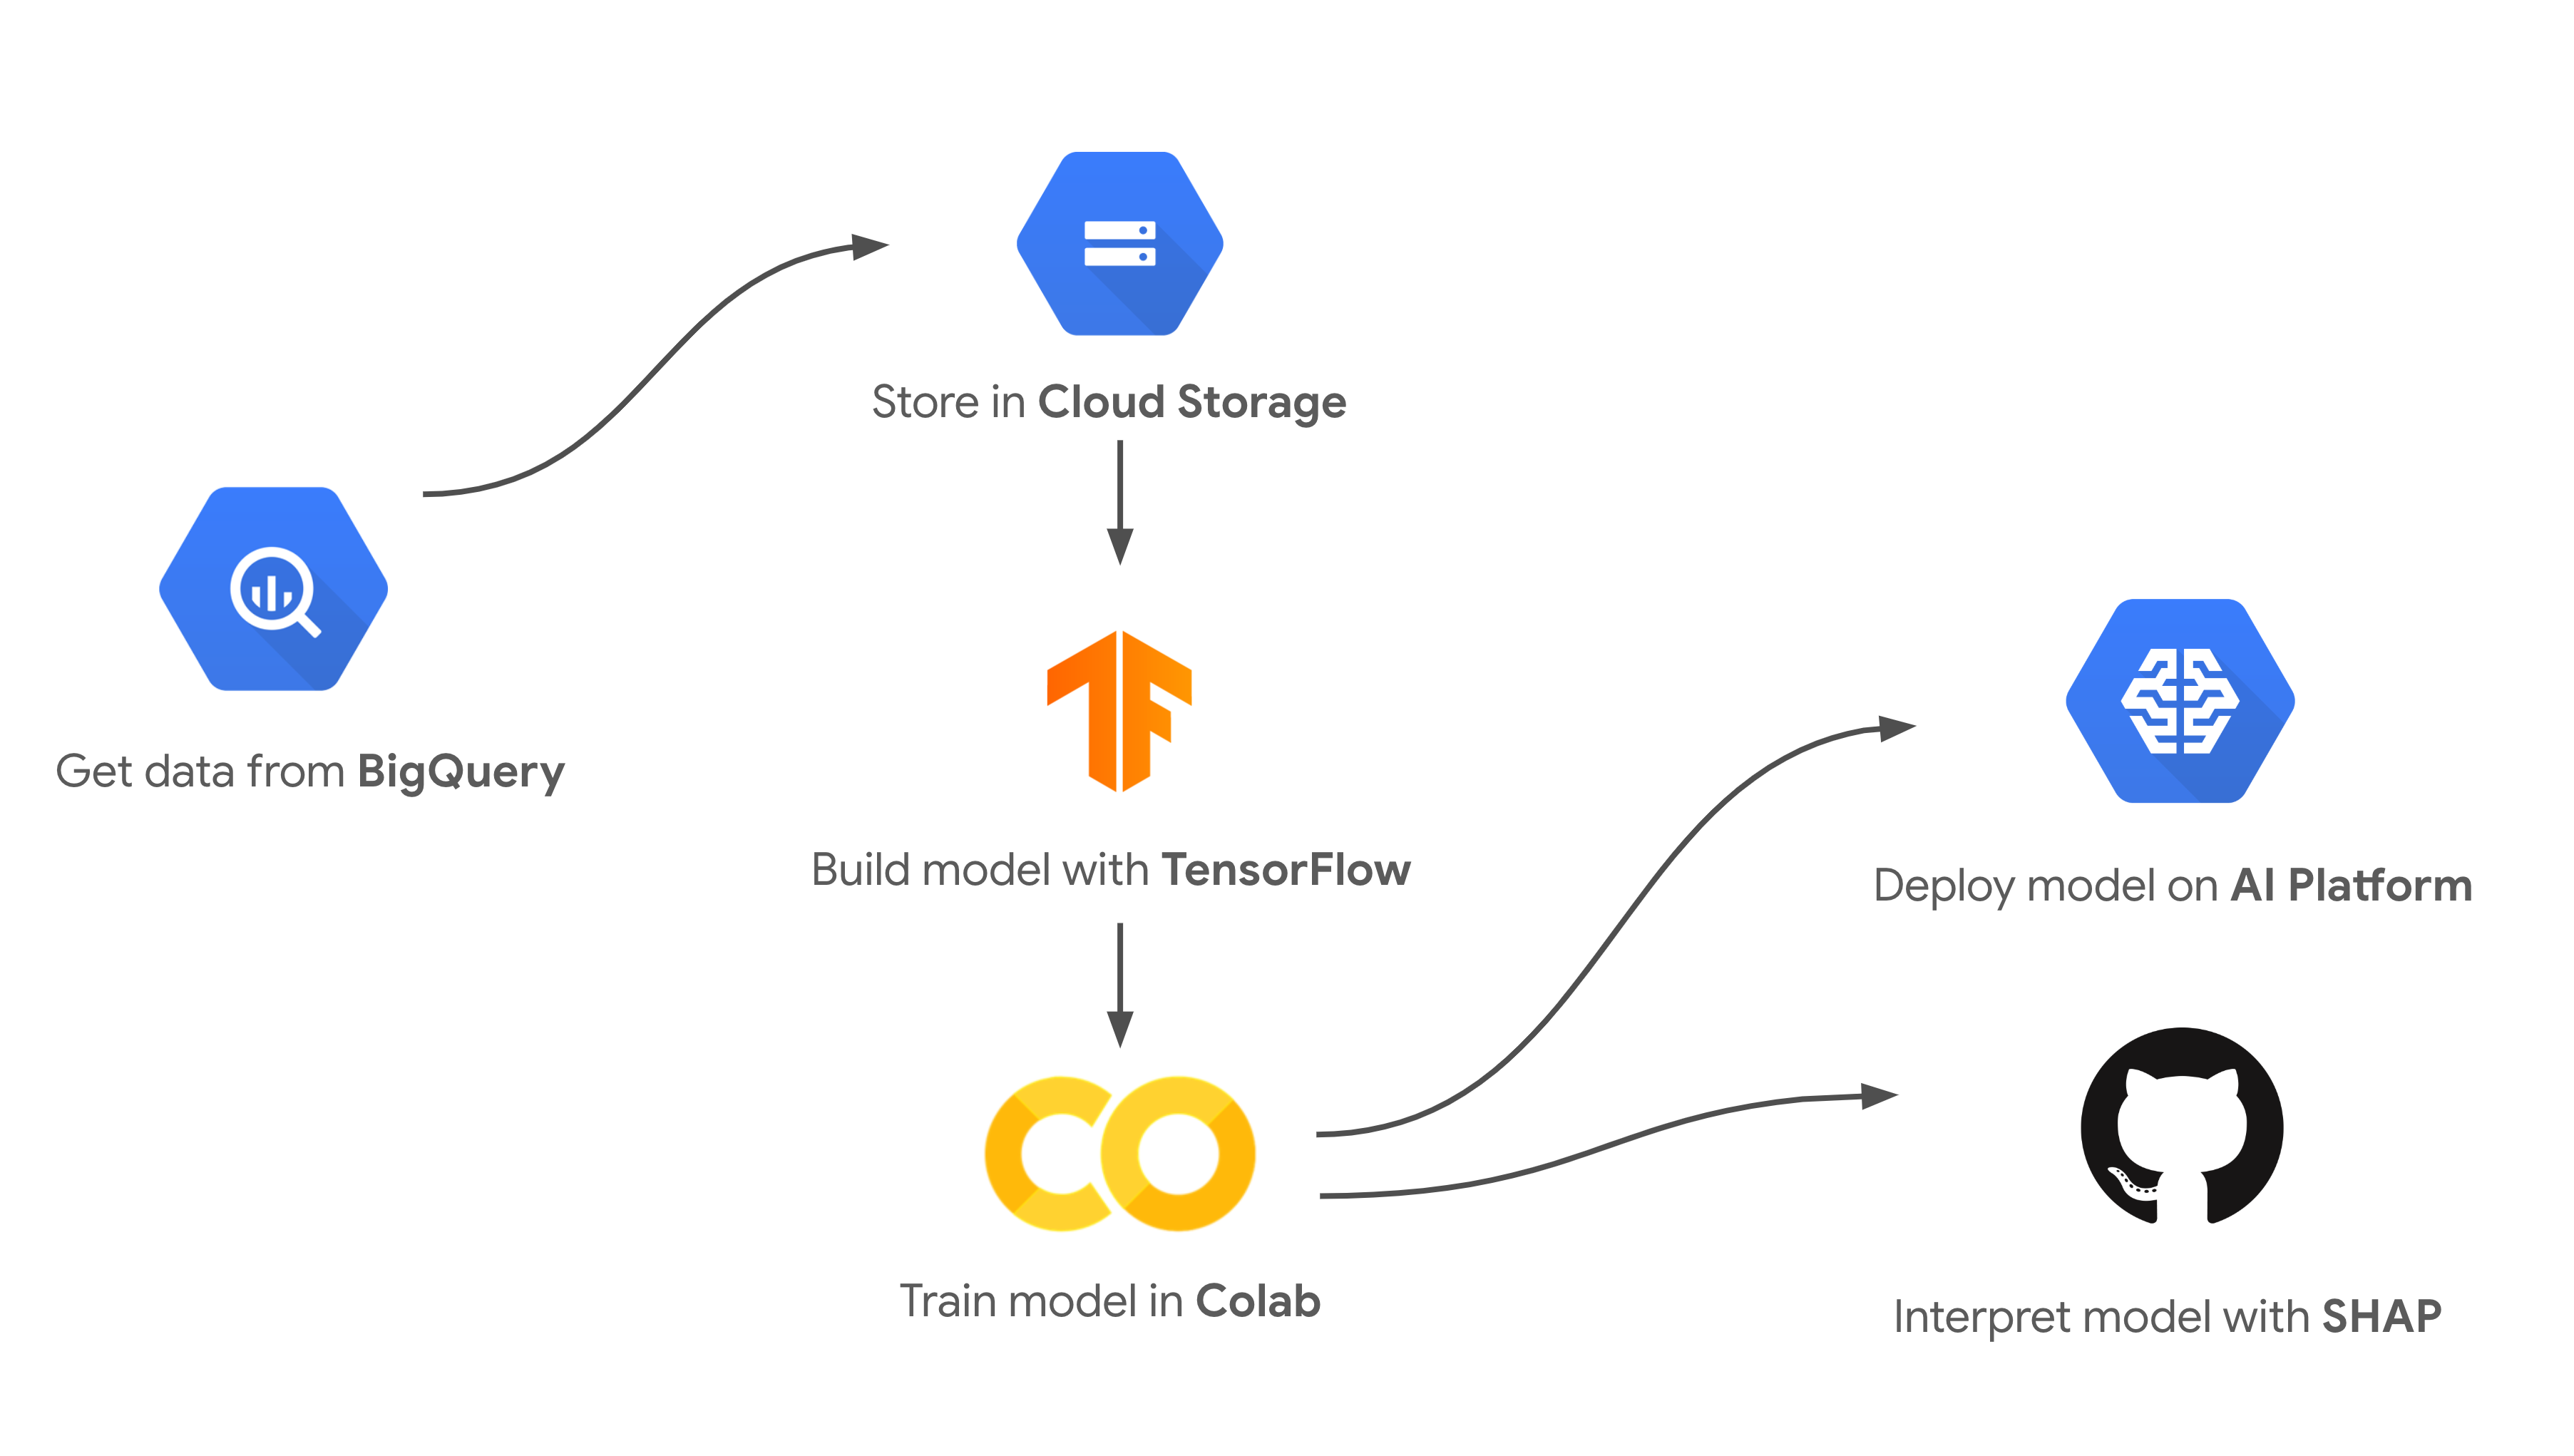 Get data from BigQuery
Store in Cloud Storage
Build model with TensorFlow
Train model in Colab
Deploy model on AI Platform
Interpret model with SHAP